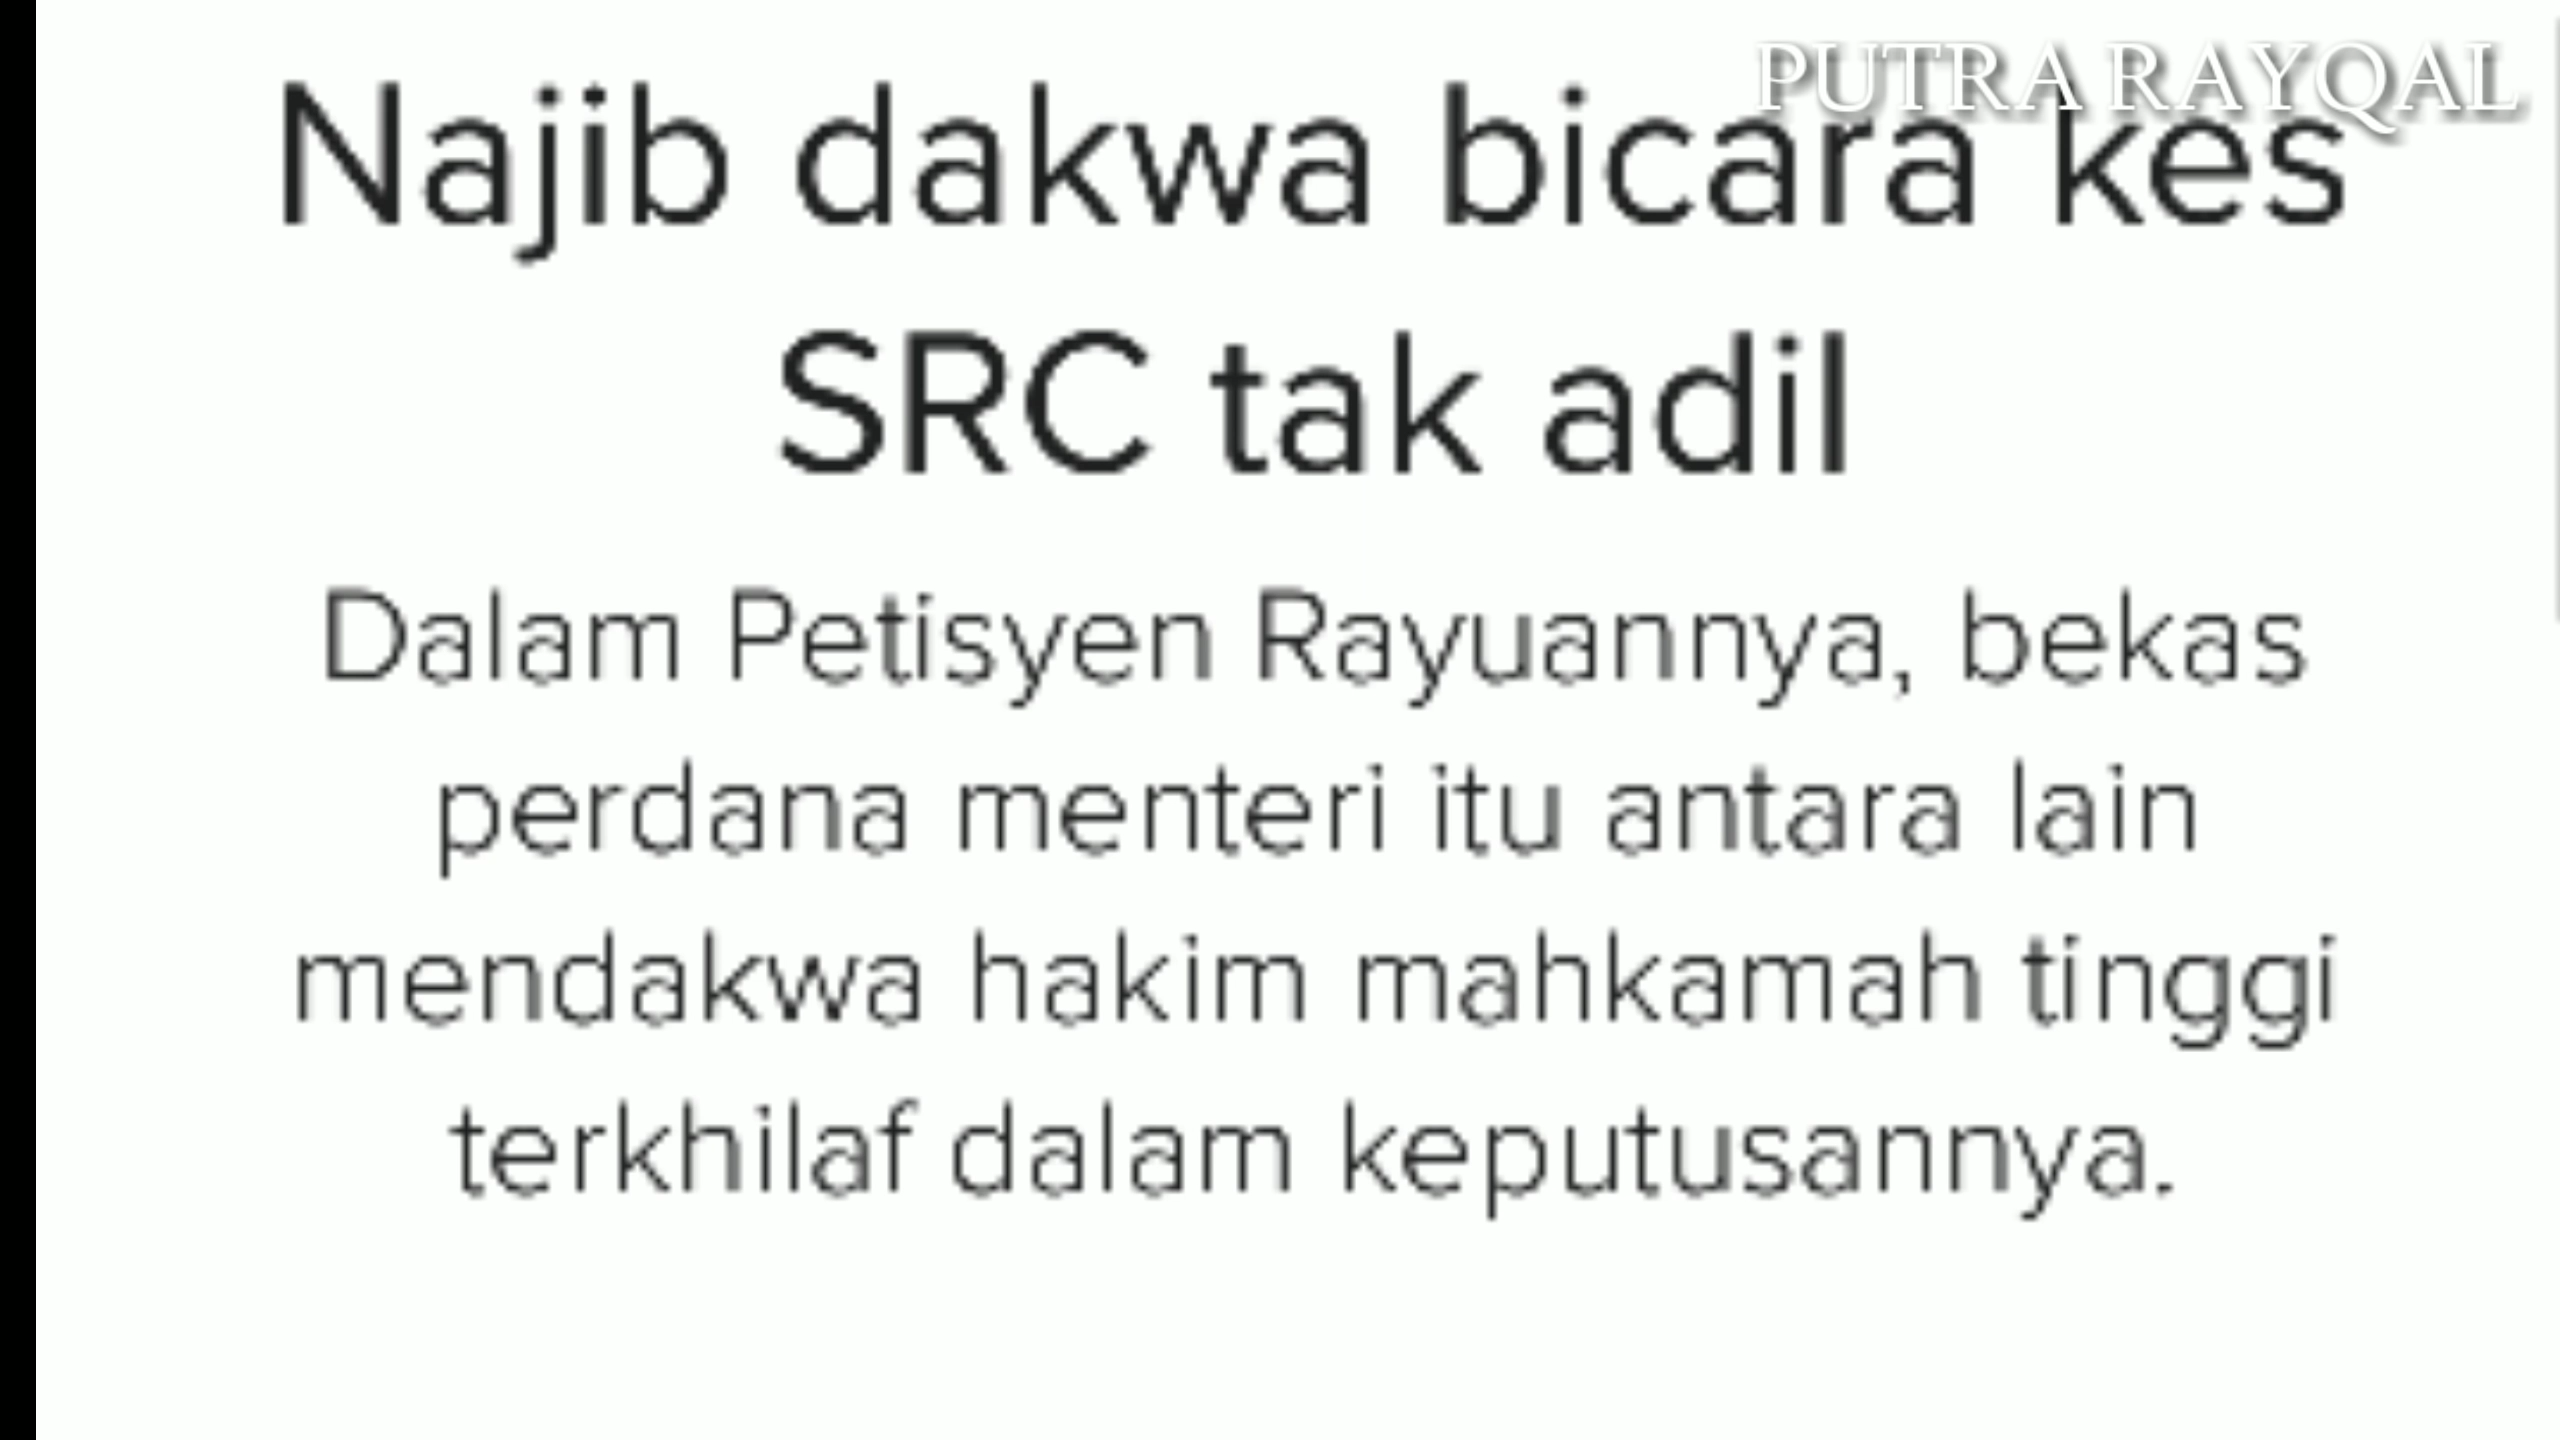 PUTRA RAYQAL
Najib dakwa bicara kes
SRC tak adil
Dalam Petisyen Rayuannya, bekas
perdana menteri itu antara lain
mendakwa hakim mahkamah tinggi
terkhilaf dalam keputusannya.